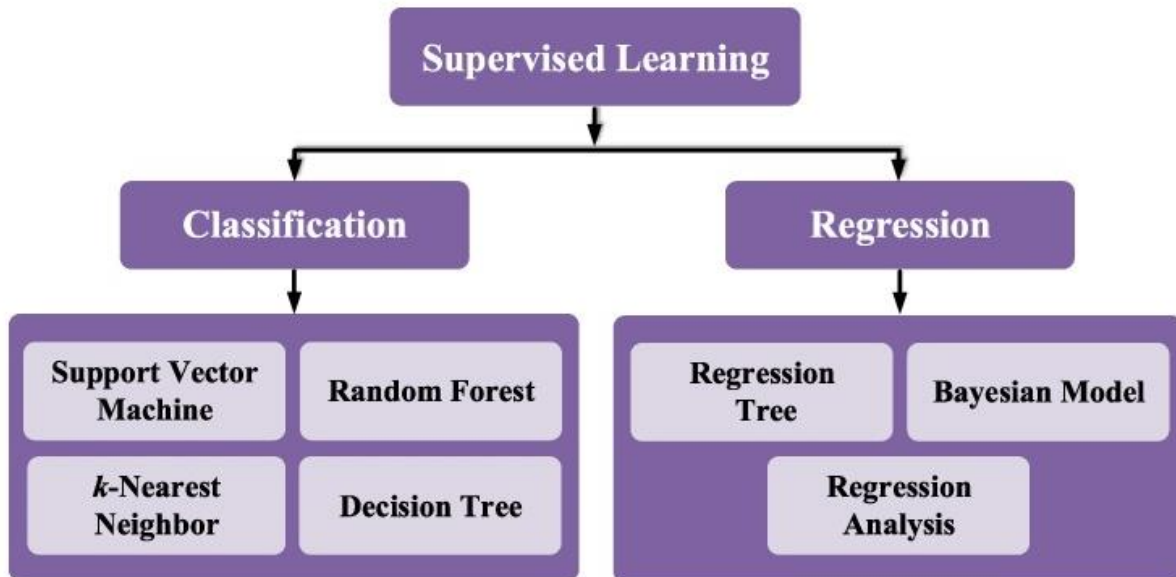 Supervised Learning
Classification
Regression
Support Vector
Machine
Random Forest
k-Nearest
Neighbor
Decision Tree
Regression
Tree
Bayesian Model
Regression
Analysis